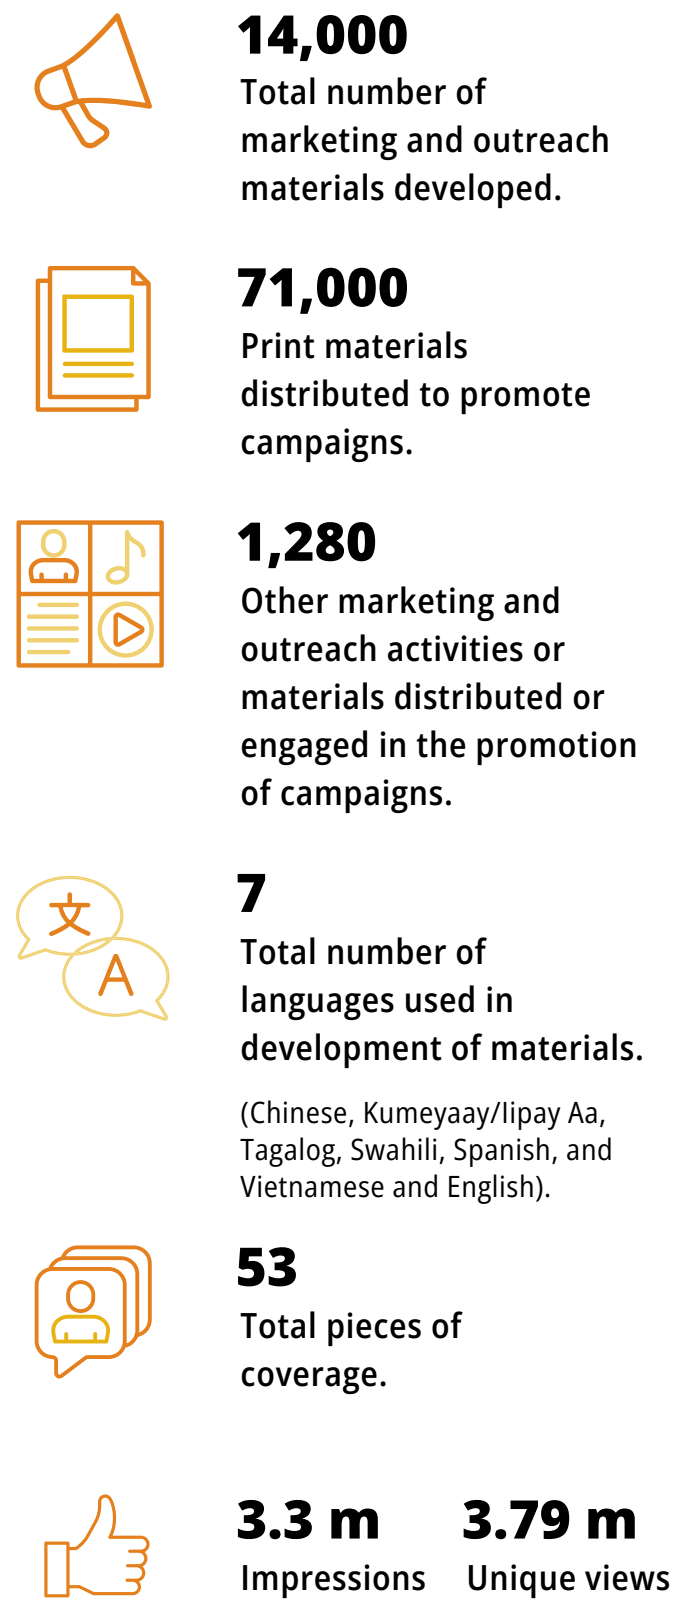 14,000
Total number of
marketing and outreach
materials developed.
71,000
Print materials
distributed to promote
campaigns.
1,280
Other marketing and
outreach activities or
materials distributed or
engaged in the promotion
of campaigns.
文
A
7
Total number of
languages used in
development of materials.
(Chinese, Kumeyaay/Iipay Aa,
Tagalog, Swahili, Spanish, and
Vietnamese and English).
53
Total pieces of
coverage.
3.3 m
Impressions
3.79 m
Unique views